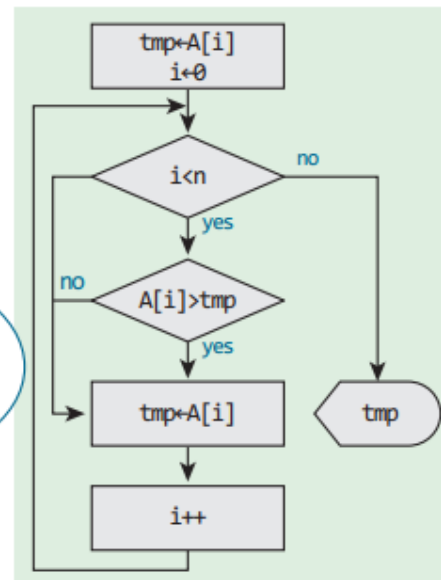 tmp←A[i]
i←0
i<n
no
yes
no
A[i]>tmp
yes
tmp←A[i]
tmp
i++